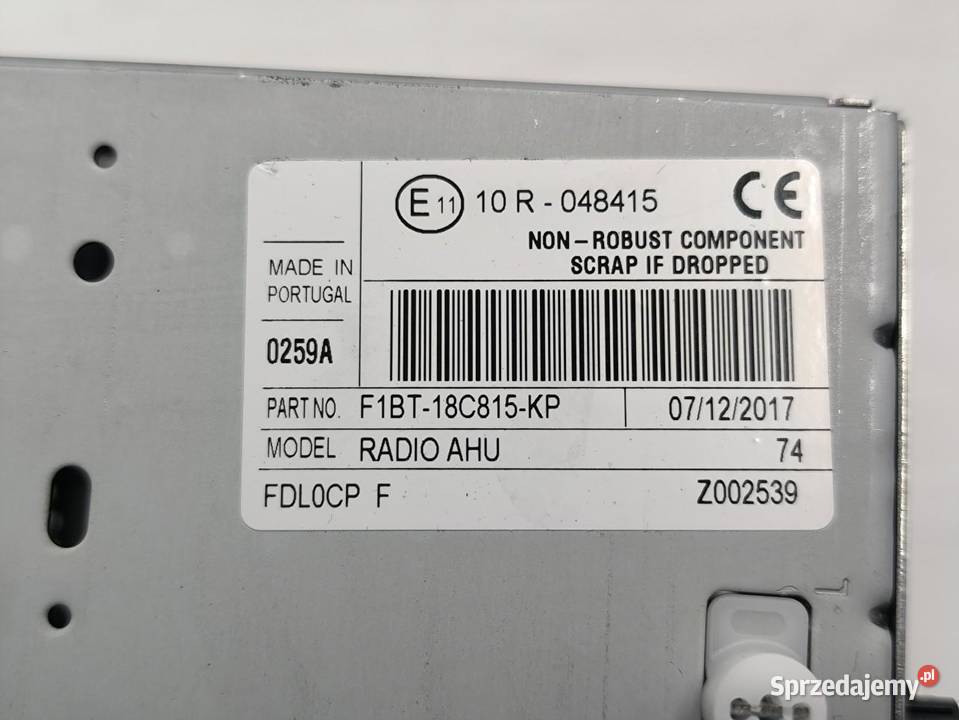 E 11 10 R - 048415 CE
NON-ROBUST COMPONENT
SCRAP IF DROPPED
MADE IN
PORTUGAL
0259A
PART NO. F1BT-18C815-KP 07/12/2017
MODEL RADIO AHU 74
FDL0CP F Z002539
Sprzedajemy.pl